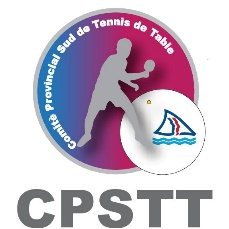 Comité Provincial Sud de Tennis de Table
CPSTT